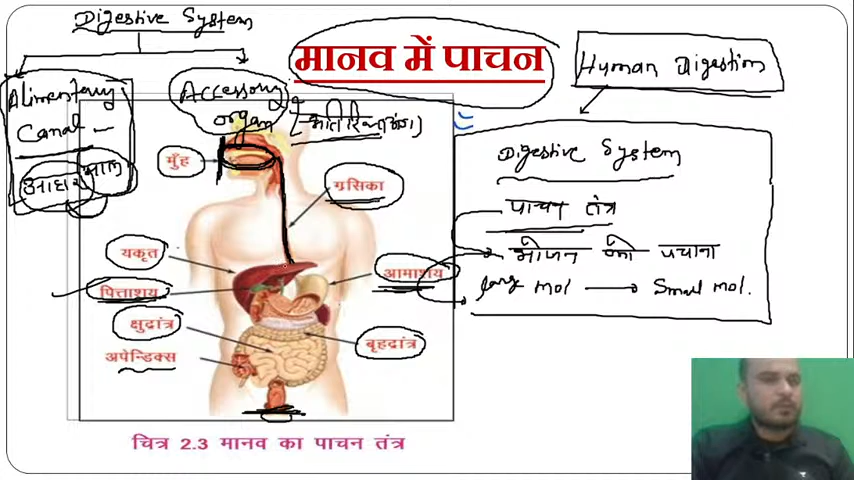 Digestive System
मानव में पाचन
Human Digestion
Alimentary
Canal
आहार नाल
Accessory
organ
मुँह
ग्रसिका
यकृत
आमाशय
पित्ताशय
क्षुद्रांत्र
बृहदांत्र
अपेन्डिक्स
चित्र 2.3 मानव का पाचन तंत्र
Digestive System
पाचन तंत्र
भोजन को पचाना
large mol → Small mol.